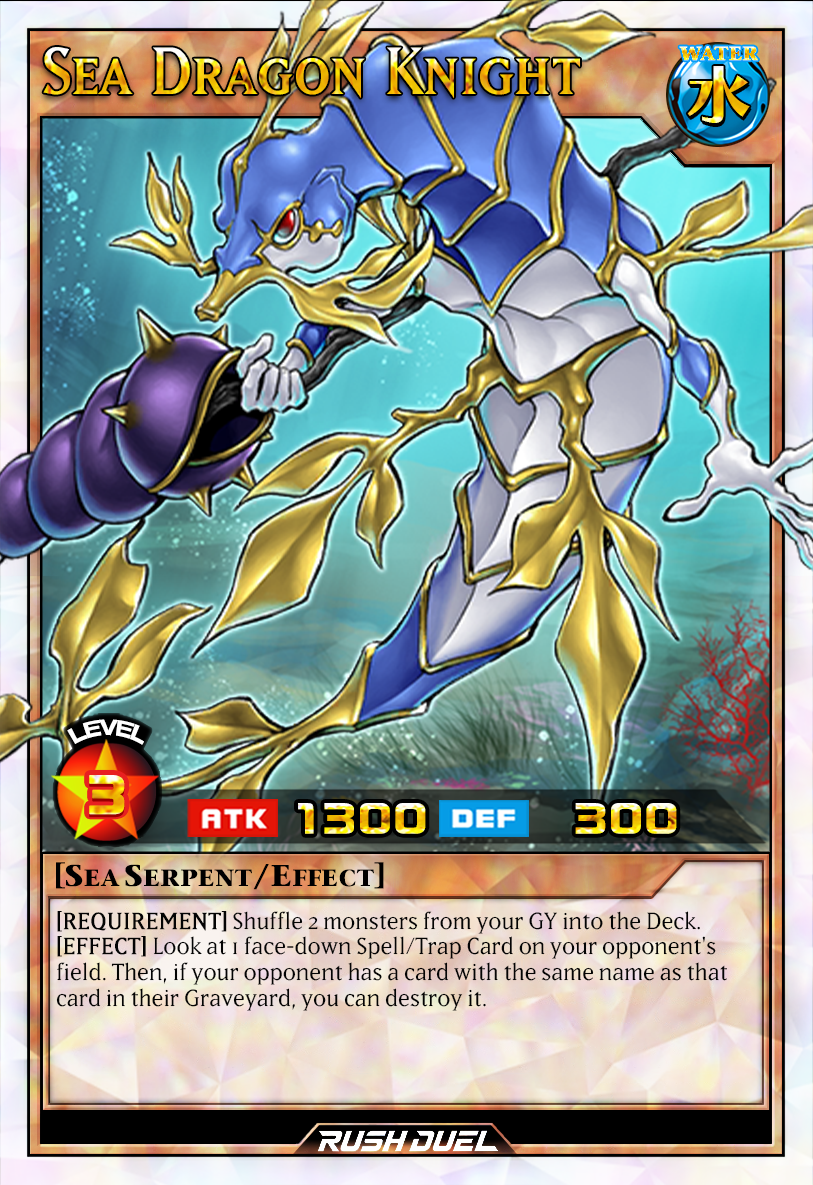 Sea Dragon Knight
WATER
水
LEVEL
3
ATK 1300 DEF 300
[Sea Serpent/Effect]
[REQUIREMENT] Shuffle 2 monsters from your GY into the Deck.
[EFFECT] Look at 1 face-down Spell/Trap Card on your opponent's
field. Then, if your opponent has a card with the same name as that
card in their Graveyard, you can destroy it.
RUSH DUEL